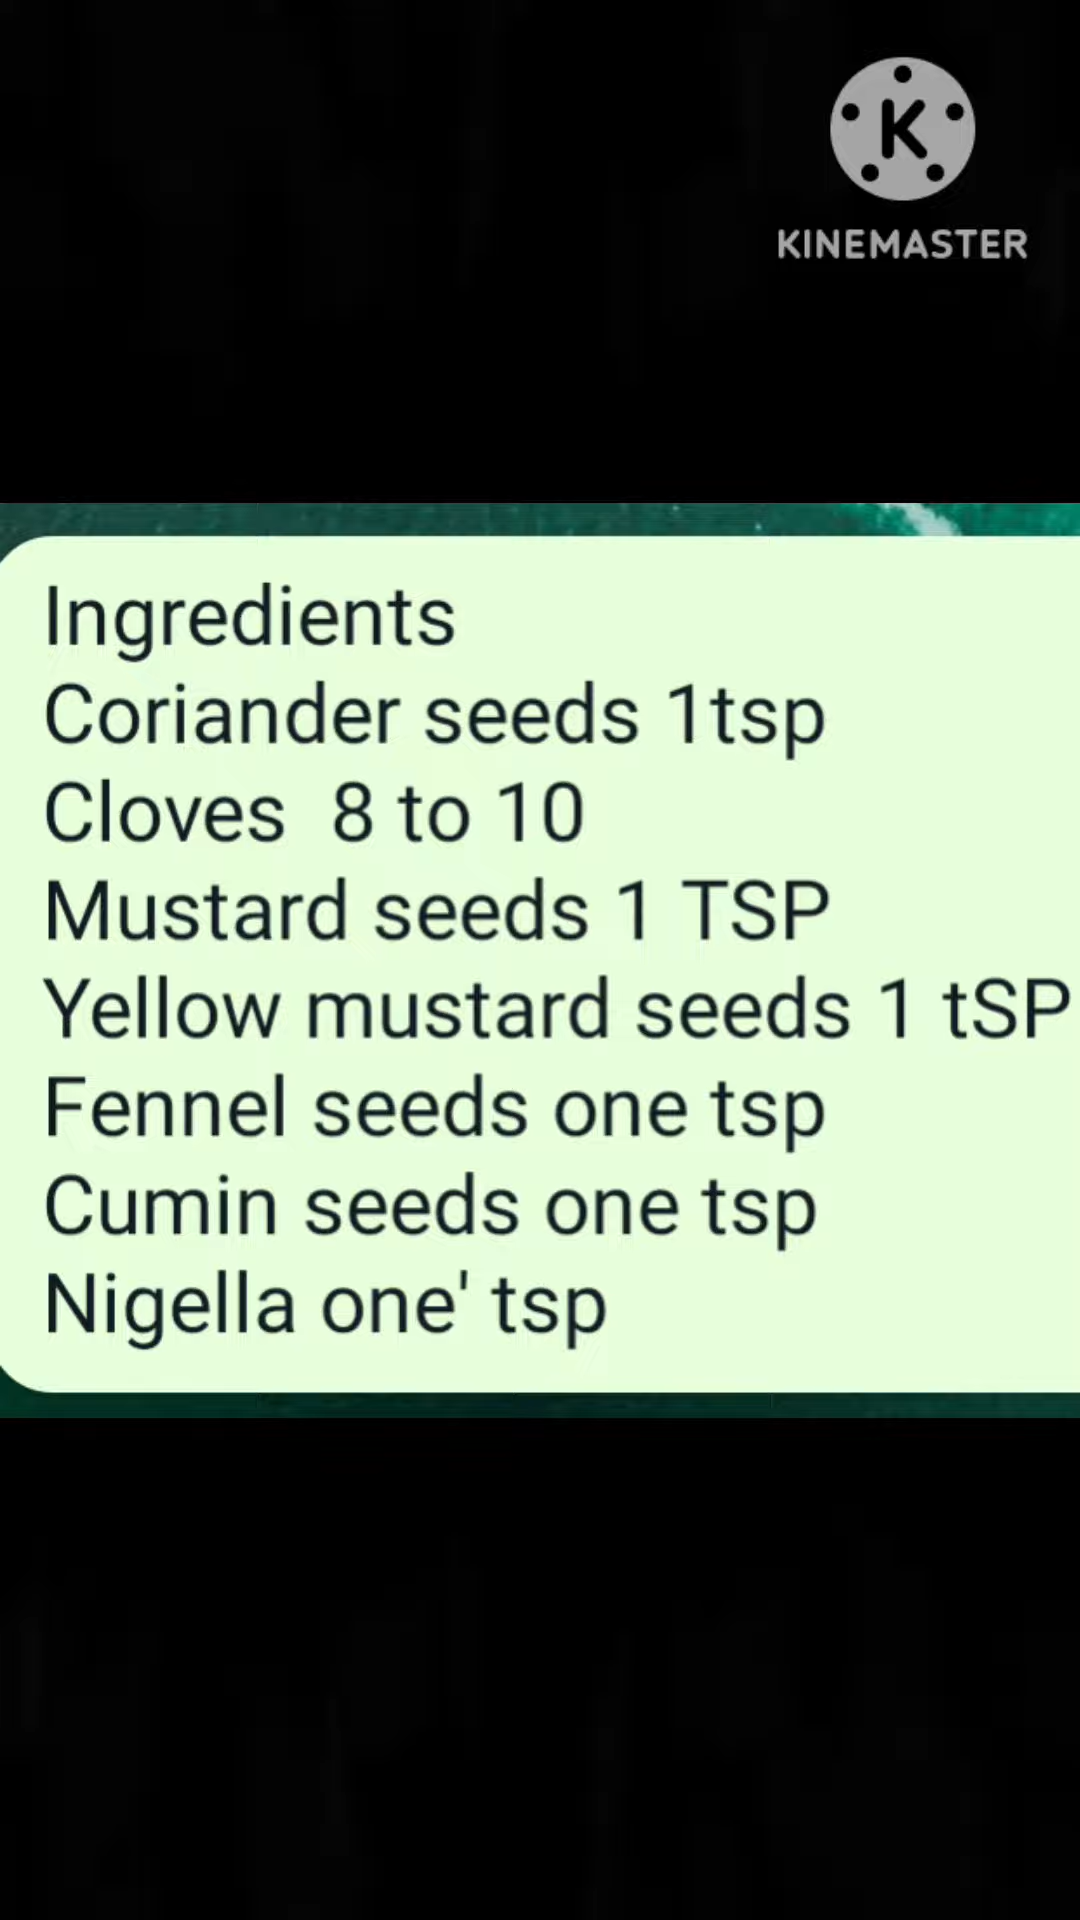 K
KINEMASTER
Ingredients
Coriander seeds 1tsp
Cloves  8 to 10
Mustard seeds 1 TSP
Yellow mustard seeds 1 tSP
Fennel seeds one tsp
Cumin seeds one tsp
Nigella one' tsp